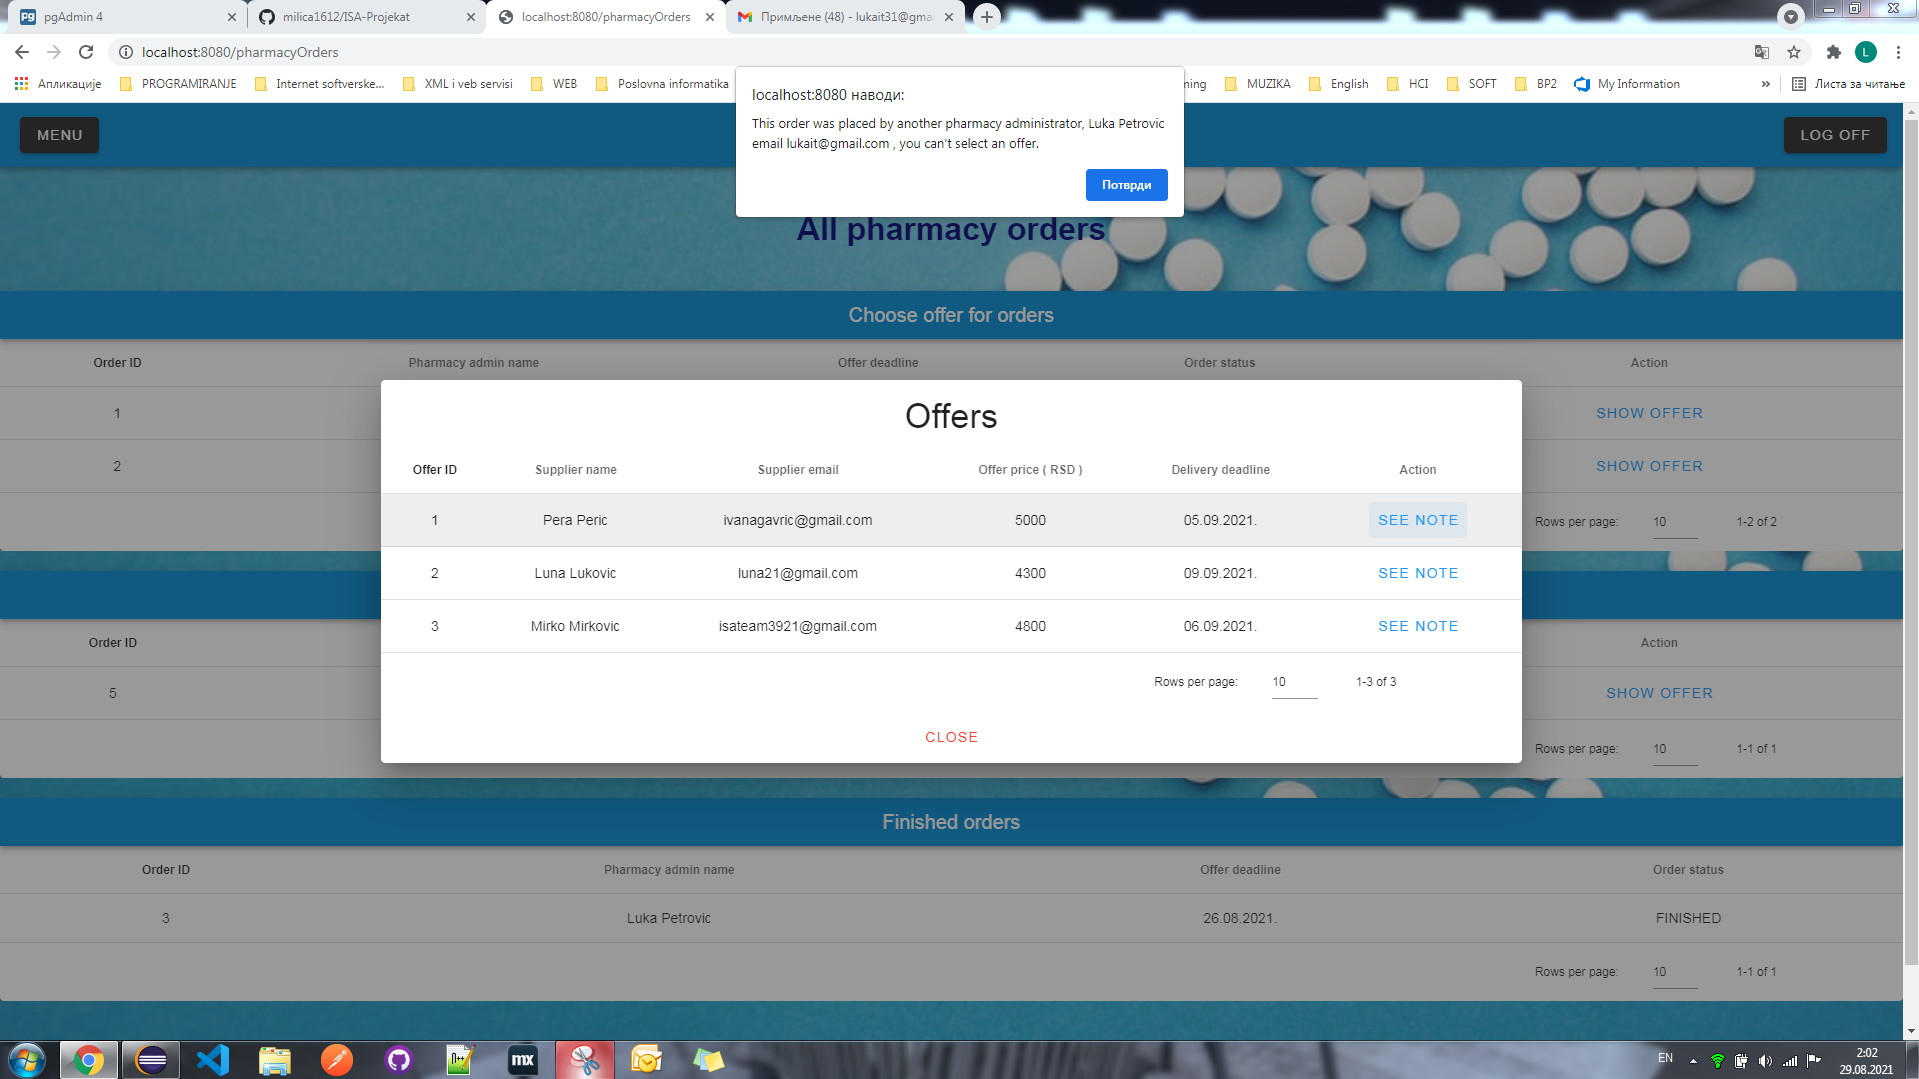 pgAdmin 4
milica1612/ISA-Projekat
localhost:8080/pharmacyOrders
Примљене (48) - lukait31@gma
localhost:8080/pharmacyOrders
L
Апликације
PROGRAMIRANJE
Internet softverske...
XML i veb servisi
WEB
Poslovna informatika
ning
MUZIKA
English
HCI
SOFT
BP2
My Information
»
Листа за читање
localhost:8080 наводи:
This order was placed by another pharmacy administrator, Luka Petrovic
email lukait@gmail.com , you can't select an offer.
Потврди
MENU
LOG OFF
All pharmacy orders
Choose offer for orders
Order ID Pharmacy admin name Offer deadline Order status Action
1 SHOW OFFER
2 SHOW OFFER
Rows per page: 10 1-2 of 2
Offers
Offer ID Supplier name Supplier email Offer price ( RSD ) Delivery deadline Action
1 Pera Peric ivanagavric@gmail.com 5000 05.09.2021. SEE NOTE
2 Luna Lukovic luna21@gmail.com 4300 09.09.2021. SEE NOTE
3 Mirko Mirkovic isateam3921@gmail.com 4800 06.09.2021. SEE NOTE
Rows per page: 10 1-3 of 3
CLOSE
Order ID Action
5 SHOW OFFER
Rows per page: 10 1-1 of 1
Finished orders
Order ID Pharmacy admin name Offer deadline Order status
3 Luka Petrovic 26.08.2021. FINISHED
Rows per page: 10 1-1 of 1
mx
EN
2:02
29.08.2021